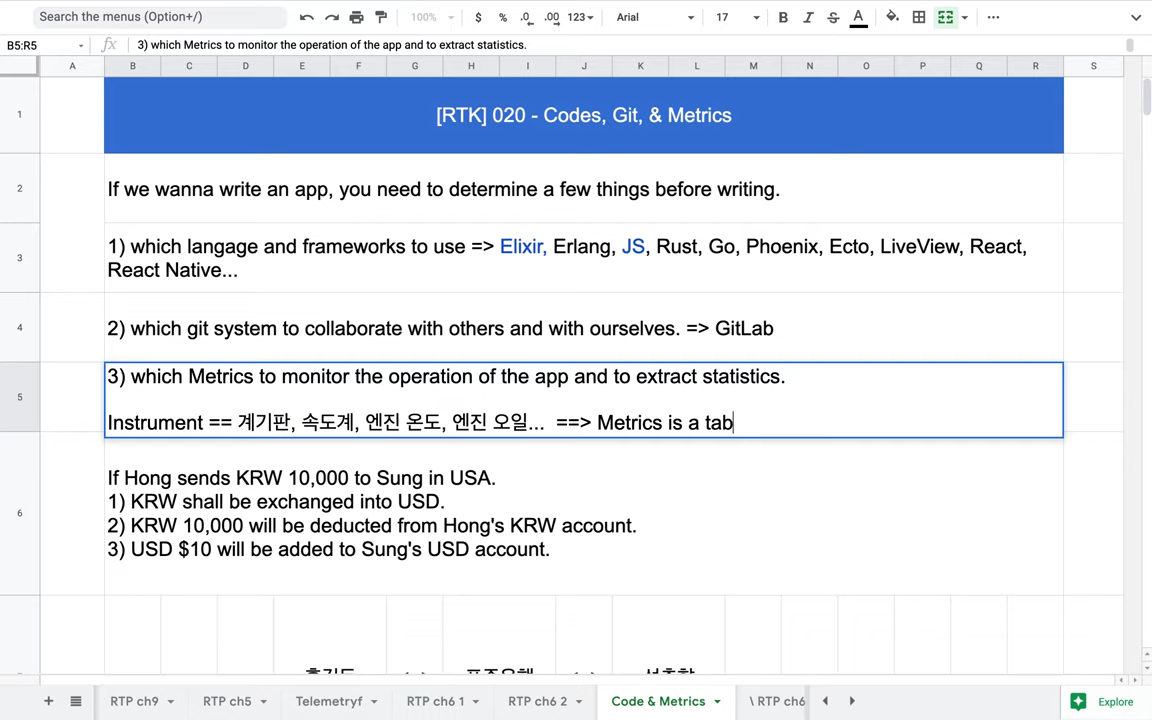 Search the menus (Option+/)
100%
$ % .0 .00 123
Arial
17
B I S A
B5:R5
fx
3) which Metrics to monitor the operation of the app and to extract statistics.
A B C D E F G H I J K L M N O P Q R S
1
[RTK] 020 - Codes, Git, & Metrics
2
If we wanna write an app, you need to determine a few things before writing.
3
1) which langage and frameworks to use => Elixir, Erlang, JS, Rust, Go, Phoenix, Ecto, LiveView, React,
React Native...
4
2) which git system to collaborate with others and with ourselves. => GitLab
5
3) which Metrics to monitor the operation of the app and to extract statistics.
Instrument == 계기판, 속도계, 엔진 온도, 엔진 오일... ==> Metrics is a tab
6
If Hong sends KRW 10,000 to Sung in USA.
1) KRW shall be exchanged into USD.
2) KRW 10,000 will be deducted from Hong's KRW account.
3) USD $10 will be added to Sung's USD account.
RTP ch9
RTP ch5
Telemetryf
RTP ch6 1
RTP ch6 2
Code & Metrics
\ RTP ch6
Explore